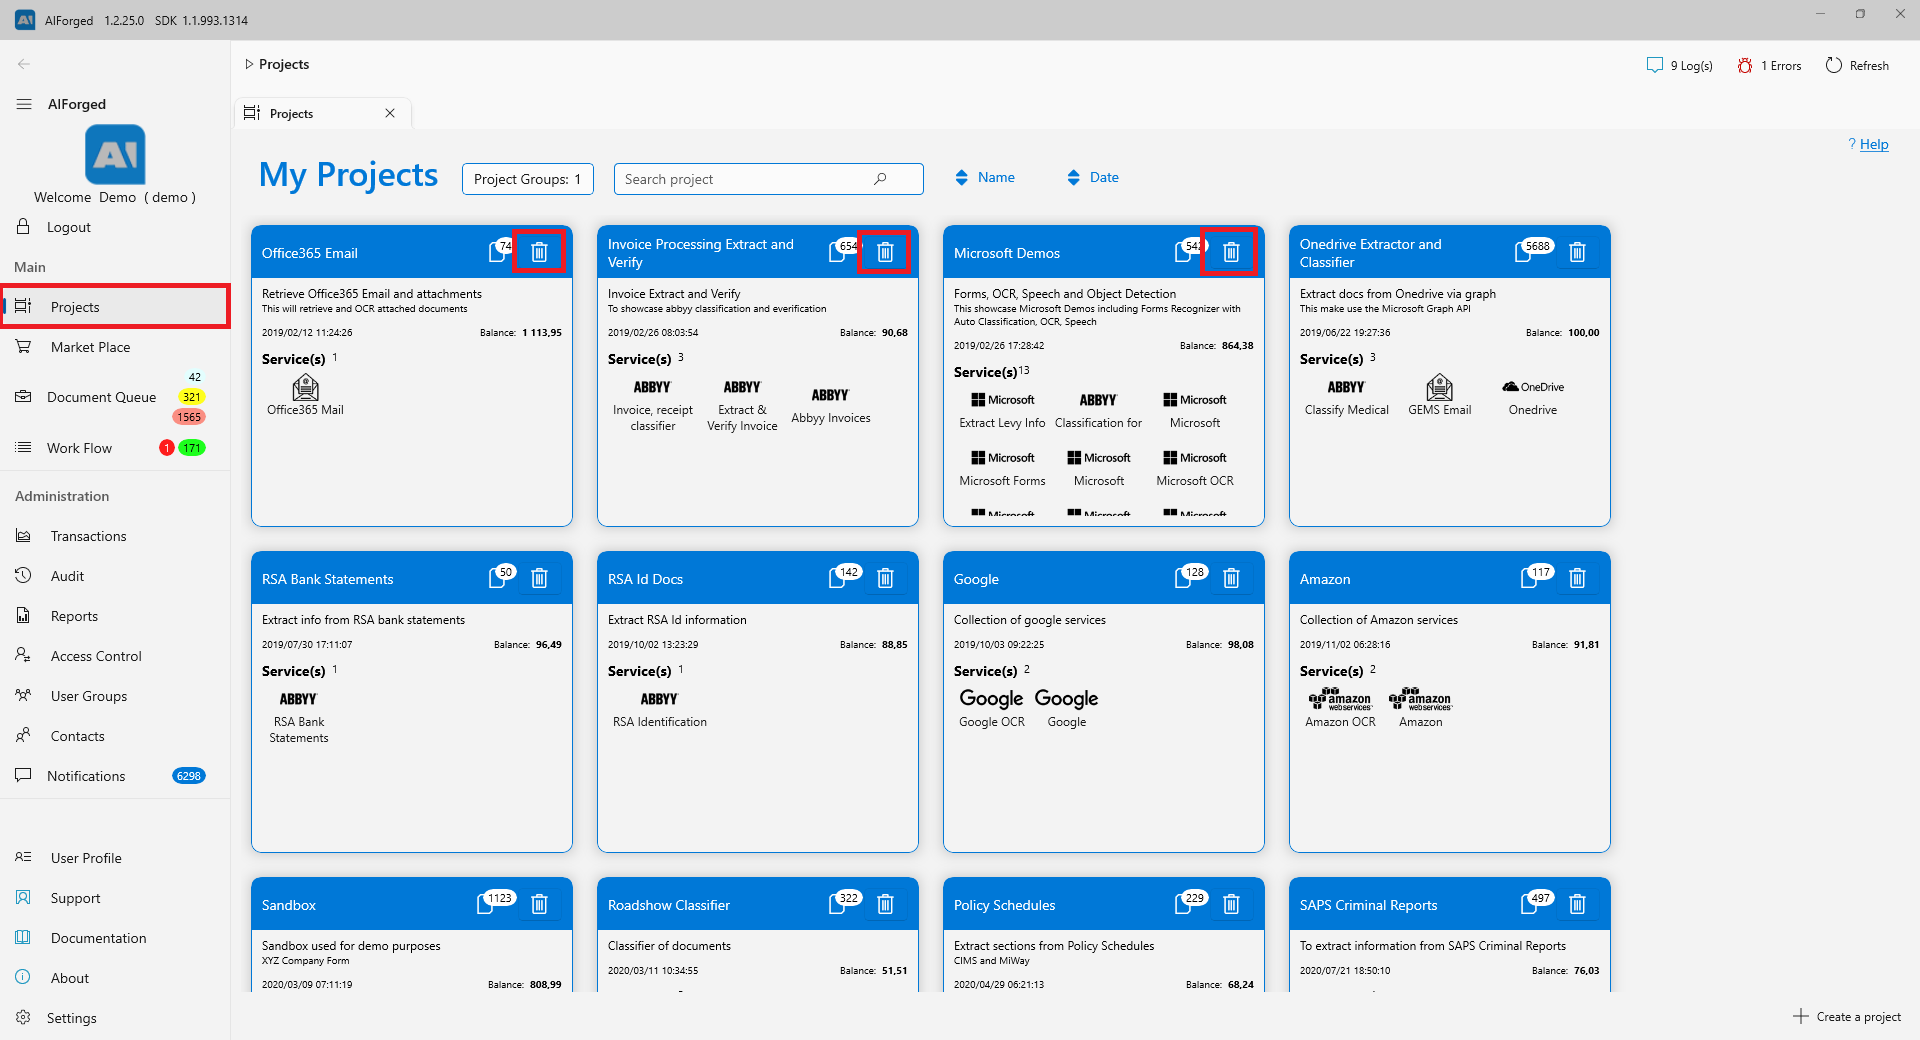 AIForged 1.2.25.0 SDK 1.1.993.1314
Projects
9 Log(s)
1 Errors
Refresh
AIForged
AI
Welcome Demo ( demo )
Logout
Main
Projects
Market Place
42
Document Queue
321
1565
Work Flow
1
171
Administration
Transactions
Audit
Reports
Access Control
User Groups
Contacts
Notifications
6298
User Profile
Support
Documentation
About
Settings
Projects
? Help
My Projects
Project Groups: 1
Search project
Name
Date
Office365 Email
74
Retrieve Office365 Email and attachments
This will retrieve and OCR attached documents
2019/02/12 11:24:26
Balance: 1 113,95
Service(s) 1
Office365 Mail
Invoice Processing Extract and
Verify
654
Invoice Extract and Verify
To showcase abbyy classification and everification
2019/02/26 08:03:54
Balance: 90,68
Service(s) 3
ABBYY
Invoice, receipt
classifier
ABBYY
Extract &
Verify Invoice
ABBYY
Abbyy Invoices
Microsoft Demos
542
Forms, OCR, Speech and Object Detection
This showcase Microsoft Demos including Forms Recognizer with
Auto Classification, OCR, Speech
2019/02/26 17:28:42
Balance: 864,38
Service(s) 13
Microsoft
Extract Levy Info
ABBYY
Classification for
Microsoft
Microsoft
Microsoft
Microsoft Forms
Microsoft
Microsoft
Microsoft
Microsoft OCR
Microsoft
Microsoft
Microsoft
Onedrive Extractor and
Classifier
5688
Extract docs from Onedrive via graph
This make use the Microsoft Graph API
2019/06/22 19:27:36
Balance: 100,00
Service(s) 3
ABBYY
Classify Medical
GEMS Email
OneDrive
Onedrive
RSA Bank Statements
50
Extract info from RSA bank statements
2019/07/30 17:11:07
Balance: 96,49
Service(s) 1
ABBYY
RSA Bank
Statements
RSA Id Docs
142
Extract RSA Id information
2019/10/02 13:23:29
Balance: 88,85
Service(s) 1
ABBYY
RSA Identification
Google
128
Collection of google services
2019/10/03 09:22:25
Balance: 98,08
Service(s) 2
Google
Google OCR
Google
Google
Amazon
117
Collection of Amazon services
2019/11/02 06:28:16
Balance: 91,81
Service(s) 2
amazon
webservices
Amazon OCR
amazon
webservices
Amazon
Sandbox
1123
Sandbox used for demo purposes
XYZ Company Form
2020/03/09 07:11:19
Balance: 808,99
Roadshow Classifier
322
Classifier of documents
2020/03/11 10:34:55
Balance: 51,51
Policy Schedules
229
Extract sections from Policy Schedules
CIMS and MiWay
2020/04/29 06:21:13
Balance: 68,24
SAPS Criminal Reports
497
To extract information from SAPS Criminal Reports
2020/07/21 18:50:10
Balance: 76,03
Create a project